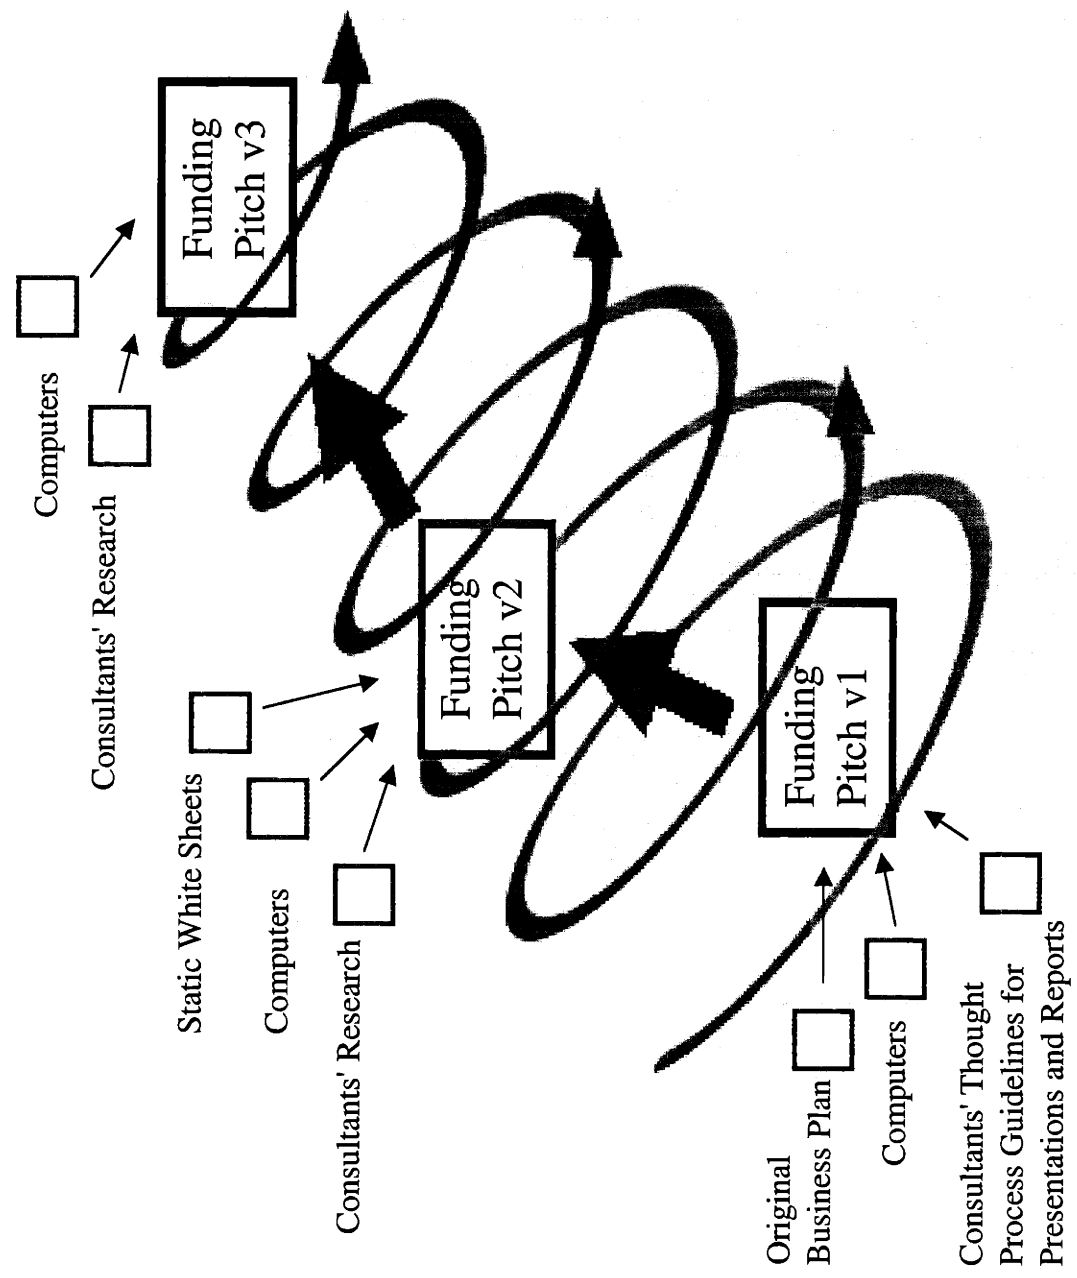 Computers
Consultants' Research
Funding
Pitch v3
Static White Sheets
Computers
Consultants' Research
Funding
Pitch v2
Original
Business Plan
Computers
Consultants' Thought
Process Guidelines for
Presentations and Reports
Funding
Pitch v1